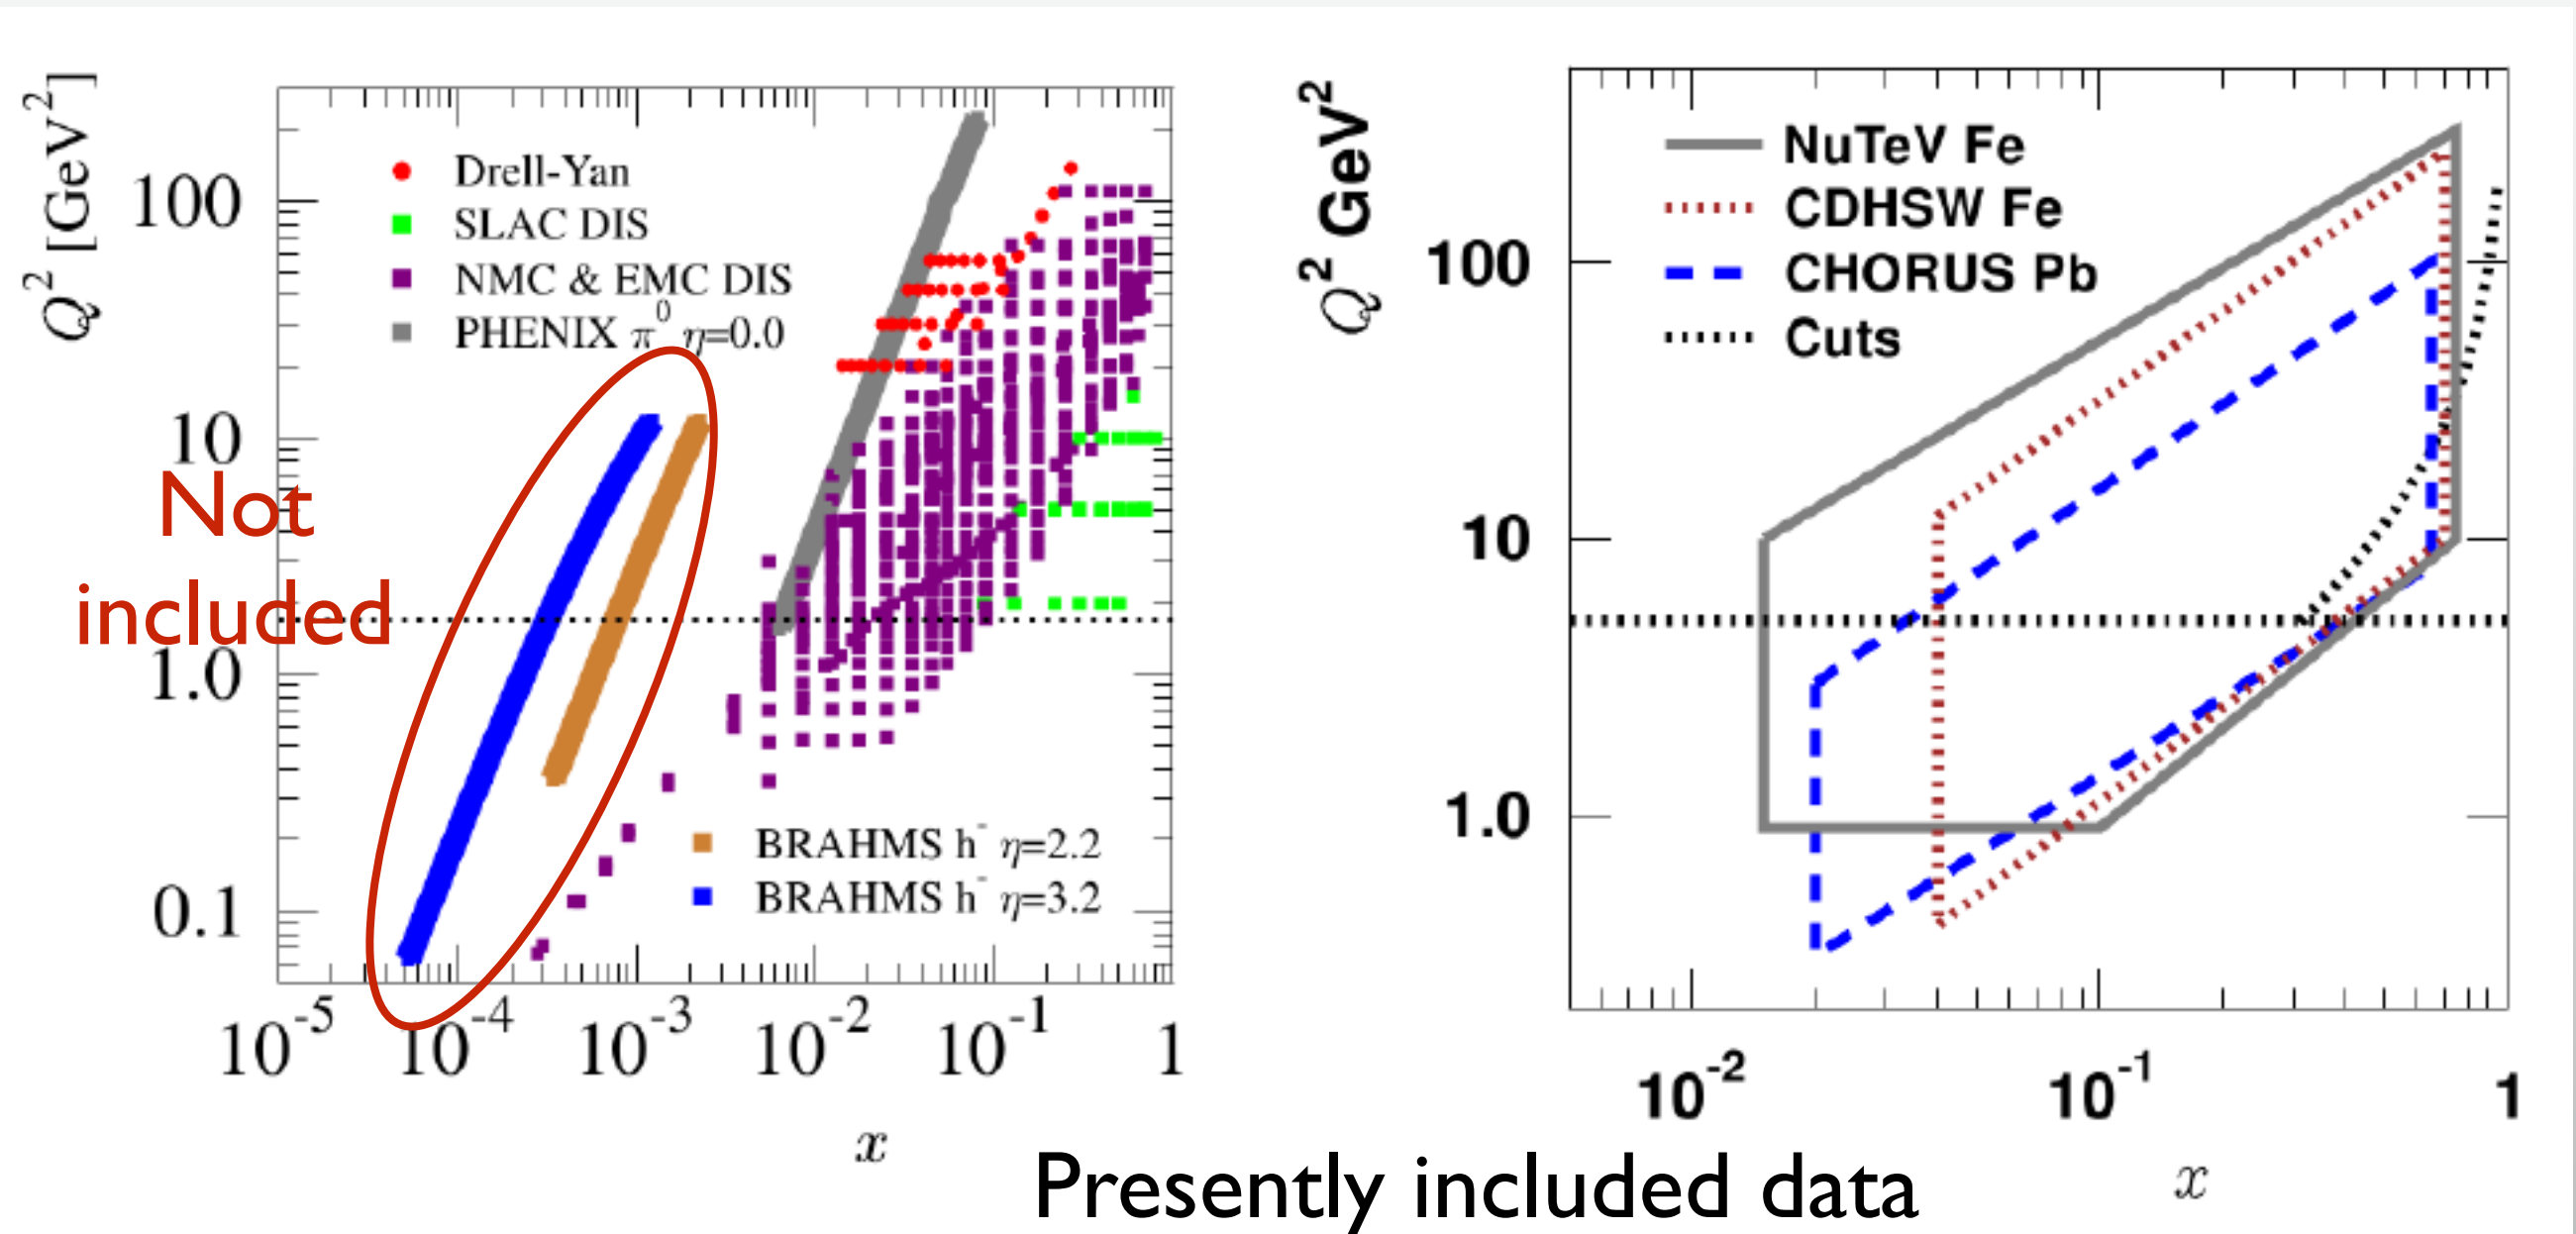 Q² [GeV²]
100
10
1.0
0.1
Drell-Yan
SLAC DIS
NMC & EMC DIS
PHENIX π⁰ η=0.0
Not
included
BRAHMS h⁻ η=2.2
BRAHMS h⁻ η=3.2
10⁻⁵ 10⁻⁴ 10⁻³ 10⁻² 10⁻¹ 1
x
Q² GeV²
100
10
1.0
NuTeV Fe
CDHSW Fe
CHORUS Pb
Cuts
10⁻² 10⁻¹ 1
x
Presently included data